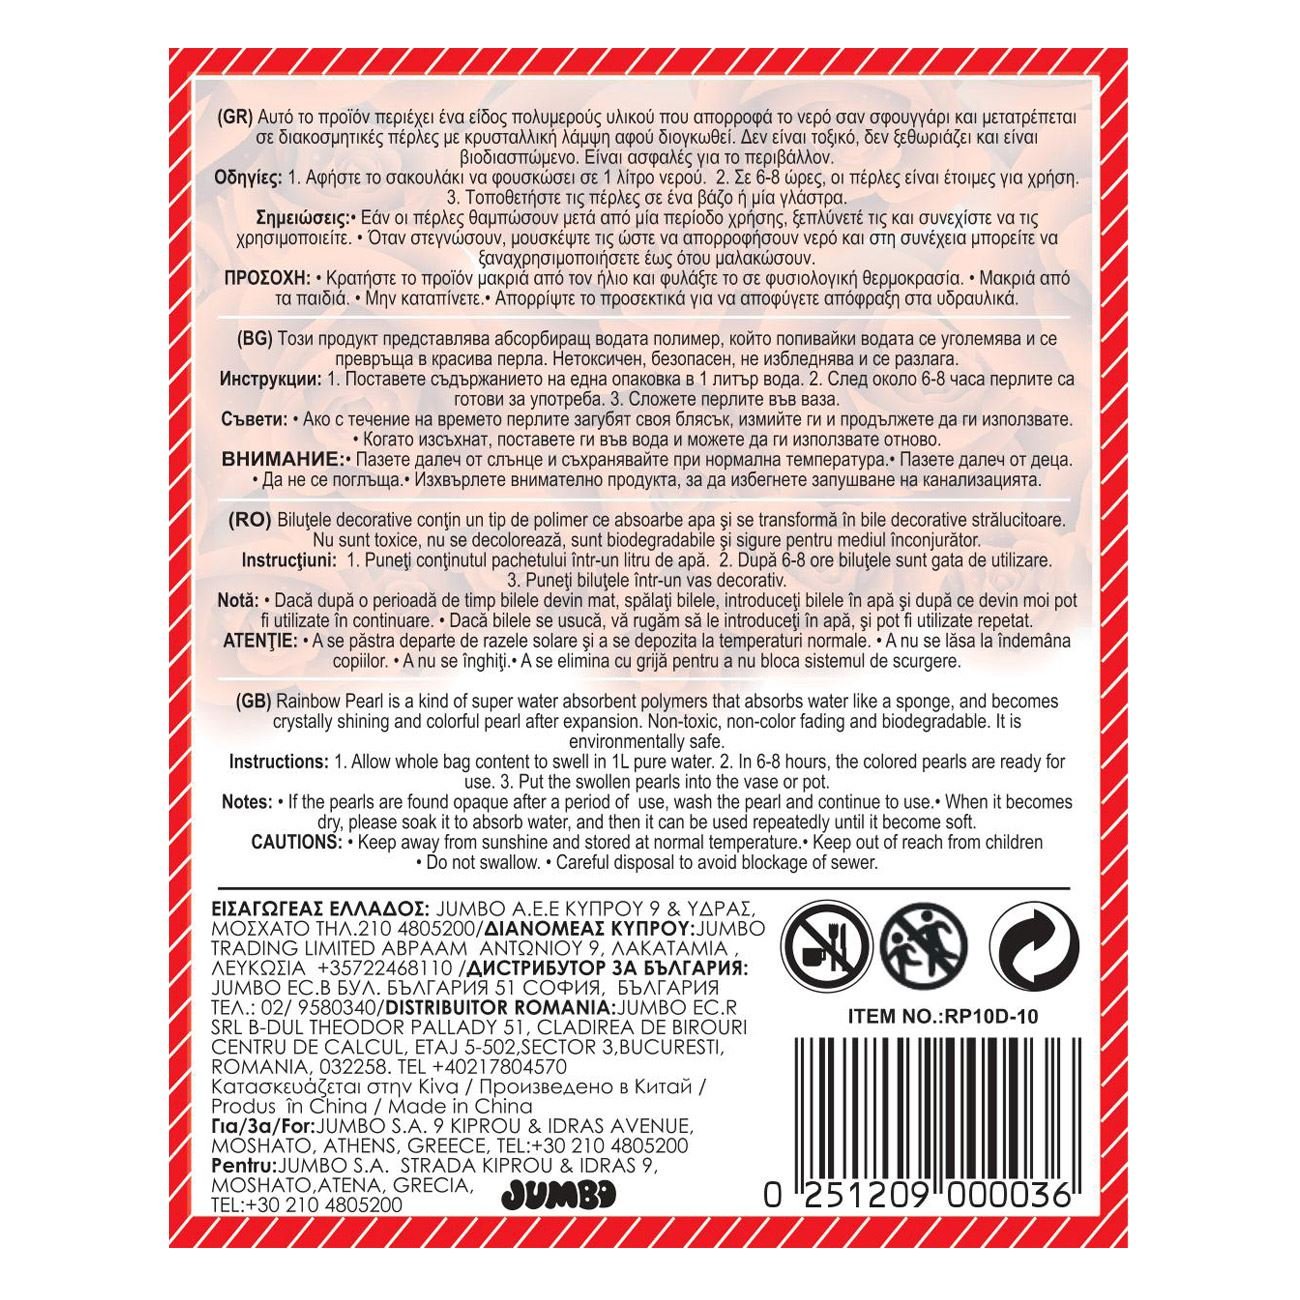 (GR) Αυτό το προϊόν περιέχει ένα είδος πολυμερούς υλικού που απορροφά το νερό σαν σφουγγάρι και μετατρέπεται
σε διακοσμητικές πέρλες με κρυσταλλική λάμψη αφού διογκωθεί. Δεν είναι τοξικό, δεν ξεθωριάζει και είναι
βιοδιασπώμενο. Είναι ασφαλές για το περιβάλλον.
Οδηγίες: 1. Αφήστε το σακουλάκι να φουσκώσει σε 1 λίτρο νερού. 2. Σε 6-8 ώρες, οι πέρλες είναι έτοιμες για χρήση.
3. Τοποθετήστε τις πέρλες σε ένα βάζο ή μία γλάστρα.
Σημειώσεις:• Εάν οι πέρλες θαμπώσουν μετά από μία περίοδο χρήσης, ξεπλύνετέ τις και συνεχίστε να τις
χρησιμοποιείτε. • Όταν στεγνώσουν, μουσκέψτε τις ώστε να απορροφήσουν νερό και στη συνέχεια μπορείτε να
ξαναχρησιμοποιήσετε έως ότου μαλακώσουν.
ΠΡΟΣΟΧΗ: • Κρατήστε το προϊόν μακριά από τον ήλιο και φυλάξτε το σε φυσιολογική θερμοκρασία. • Μακριά από
τα παιδιά. • Μην καταπίνετε.• Απορρίψτε το προσεκτικά για να αποφύγετε απόφραξη στα υδραυλικά.
(BG) Този продукт представлява абсорбиращ водата полимер, който попивайки водата се уголемява и се
превръща в красива перла. Нетоксичен, безопасен, не избледнява и се разлага.
Инструкции: 1. Поставете съдържанието на една опаковка в 1 литър вода. 2. След около 6-8 часа перлите са
готови за употреба. 3. Сложете перлите във ваза.
Съвети: • Ако с течение на времето перлите загубят своя блясък, измийте ги и продължете да ги използвате.
• Когато изсъхнат, поставете ги във вода и можете да ги използвате отново.
ВНИМАНИЕ:• Пазете далеч от слънце и съхранявайте при нормална температура.• Пазете далеч от деца.
• Да не се поглъща.• Изхвърлете внимателно продукта, за да избегнете запушване на канализацията.
(RO) Biluţele decorative conţin un tip de polimer ce absoarbe apa şi se transformă în bile decorative strălucitoare.
Nu sunt toxice, nu se decolorează, sunt biodegradabile şi sigure pentru mediul înconjurător.
Instrucţiuni: 1. Puneţi conţinutul pachetului într-un litru de apă. 2. După 6-8 ore biluţele sunt gata de utilizare.
3. Puneţi biluţele într-un vas decorativ.
Notă: • Dacă după o perioadă de timp bilele devin mat, spălaţi bilele, introduceţi bilele în apă şi după ce devin moi pot
fi utilizate în continuare. • Dacă bilele se usucă, vă rugăm să le introduceţi în apă, şi pot fi utilizate repetat.
ATENŢIE: • A se păstra departe de razele solare şi a se depozita la temperaturi normale. • A nu se lăsa la îndemâna
copiilor. • A nu se înghiţi.• A se elimina cu grijă pentru a nu bloca sistemul de scurgere.
(GB) Rainbow Pearl is a kind of super water absorbent polymers that absorbs water like a sponge, and becomes
crystally shining and colorful pearl after expansion. Non-toxic, non-color fading and biodegradable. It is
environmentally safe.
Instructions: 1. Allow whole bag content to swell in 1L pure water. 2. In 6-8 hours, the colored pearls are ready for
use. 3. Put the swollen pearls into the vase or pot.
Notes: • If the pearls are found opaque after a period of use, wash the pearl and continue to use.• When it becomes
dry, please soak it to absorb water, and then it can be used repeatedly until it become soft.
CAUTIONS: • Keep away from sunshine and stored at normal temperature.• Keep out of reach from children
• Do not swallow. • Careful disposal to avoid blockage of sewer.
ΕΙΣΑΓΩΓΕΑΣ ΕΛΛΑΔΟΣ: JUMBO Α.Ε.Ε ΚΥΠΡΟΥ 9 & ΥΔΡΑΣ,
ΜΟΣΧΑΤΟ ΤΗΛ.210 4805200/ΔΙΑΝΟΜΕΑΣ ΚΥΠΡΟΥ:JUMBO
TRADING LIMITED ΑΒΡΑΑΜ ΑΝΤΩΝΙΟΥ 9, ΛΑΚΑΤΑΜΙΑ ,
ΛΕΥΚΩΣΙΑ +35722468110 /ДИСТРИБУТОР ЗА БЪЛГАРИЯ:
JUMBO EC.B БУЛ. БЪЛГАРИЯ 51 СОФИЯ, БЪЛГАРИЯ
ТЕЛ.: 02/ 9580340/DISTRIBUITOR ROMANIA:JUMBO EC.R
SRL B-DUL THEODOR PALLADY 51, CLADIREA DE BIROURI
CENTRU DE CALCUL, ETAJ 5-502,SECTOR 3,BUCURESTI,
ROMANIA, 032258. TEL +40217804570
Κατασκευάζεται στην Κίνα / Произведено в Китай /
Produs în China / Made in China
Για/За/For:JUMBO S.A. 9 KIPROU & IDRAS AVENUE,
MOSHATO, ATHENS, GREECE, TEL:+30 210 4805200
Pentru:JUMBO S.A. STRADA KIPROU & IDRAS 9,
MOSHATO,ATENA, GRECIA,
TEL:+30 210 4805200
JUMBO
ITEM NO.:RP10D-10
0 251209 000036